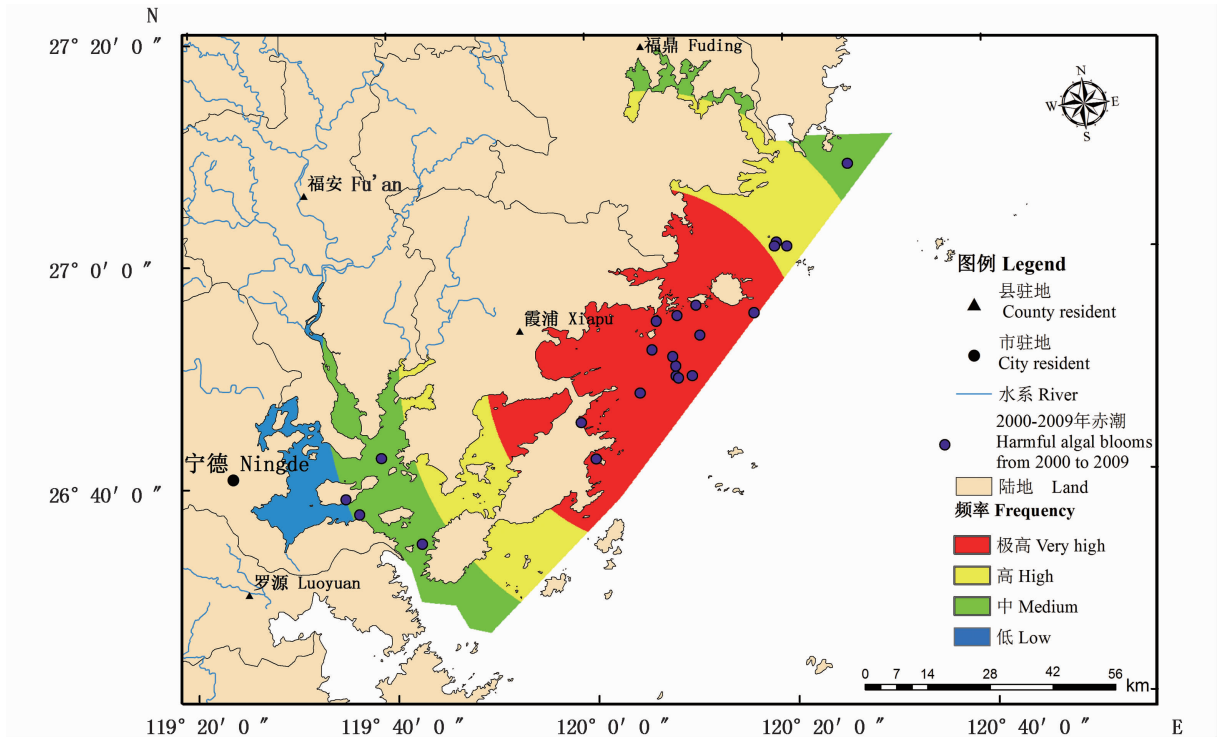 N
27° 20′ 0″
27° 0′ 0″
26° 40′ 0″
福鼎 Fuding
福安 Fu'an
霞浦 Xiapu
宁德 Ningde
罗源 Luoyuan
N
W
E
S
图例 Legend
县驻地
County resident
市驻地
City resident
水系 River
2000-2009年赤潮
Harmful algal blooms
from 2000 to 2009
陆地 Land
频率 Frequency
极高 Very high
高 High
中 Medium
低 Low
0 7 14 28 42 56
km
119° 20′ 0″ 119° 40′ 0″ 120° 0′ 0″ 120° 20′ 0″ 120° 40′ 0″ E